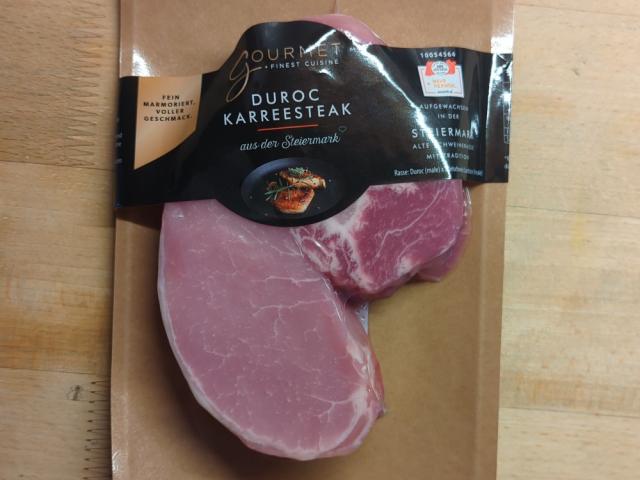 GOURMET
FINEST CUISINE
DUROC
KARREESTEAK
aus der Steiermark
FEIN
MARMORIERT,
VOLLER
GESCHMACK.
10054566
AUFGEWACHSEN
IN DER
STEIERMARK
ALTE SCHWEINERASSE
MIT TRADITION
Rasse: Duroc (male) x